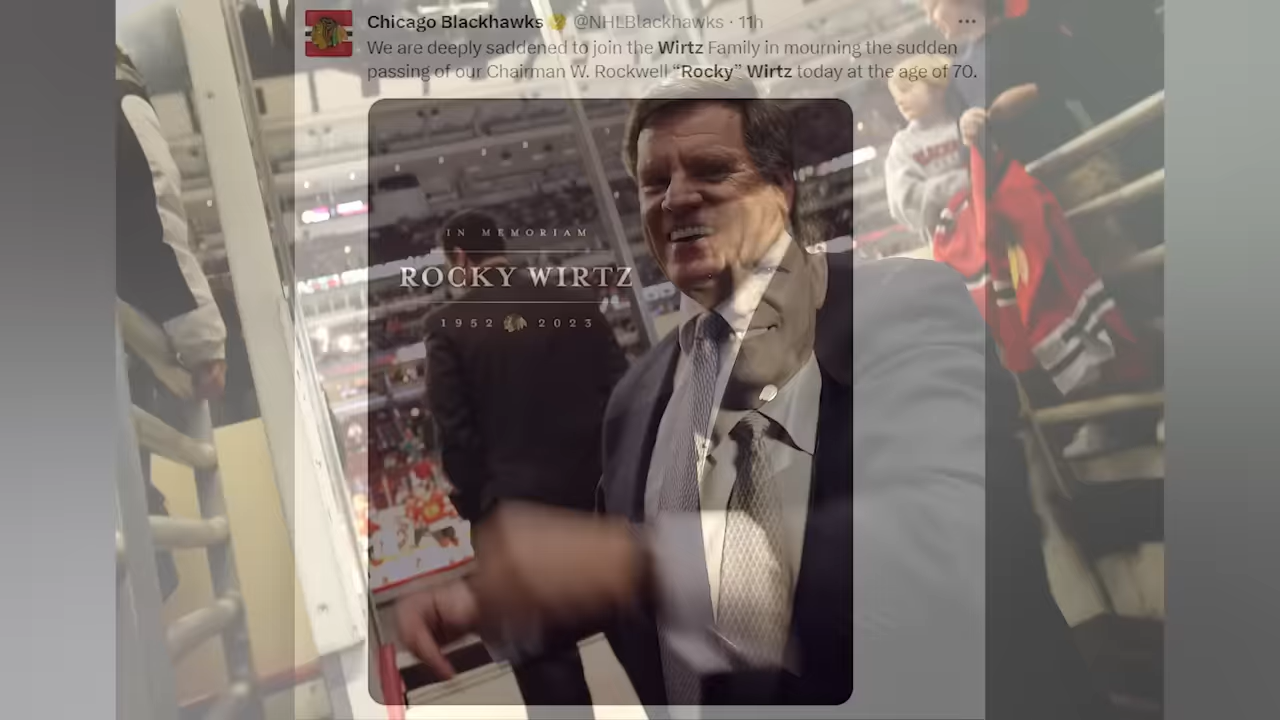 Chicago Blackhawks @NHLBlackhawks · 11h
We are deeply saddened to join the Wirtz Family in mourning the sudden
passing of our Chairman W. Rockwell “Rocky” Wirtz today at the age of 70.
IN MEMORIAM
ROCKY WIRTZ
1952 2023